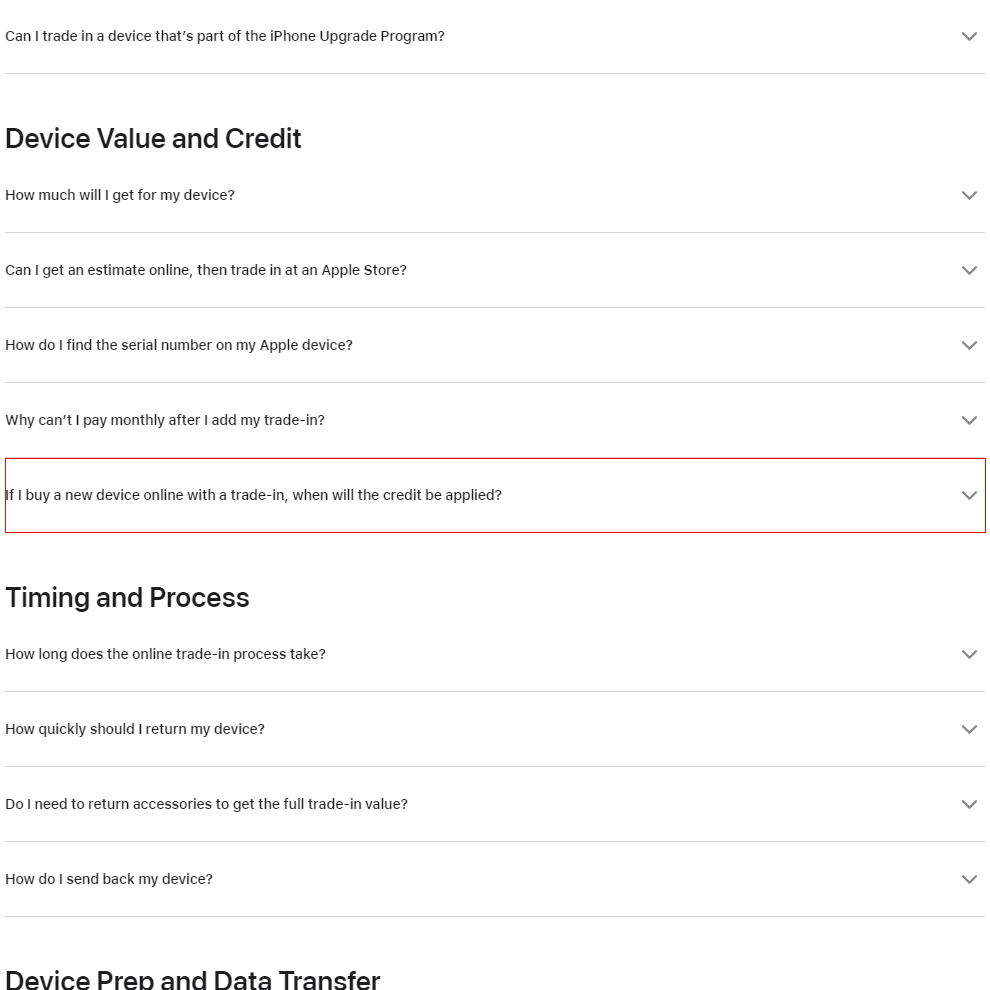 Can I trade in a device that’s part of the iPhone Upgrade Program?
Device Value and Credit
How much will I get for my device?
Can I get an estimate online, then trade in at an Apple Store?
How do I find the serial number on my Apple device?
Why can’t I pay monthly after I add my trade-in?
If I buy a new device online with a trade-in, when will the credit be applied?
Timing and Process
How long does the online trade-in process take?
How quickly should I return my device?
Do I need to return accessories to get the full trade-in value?
How do I send back my device?
Device Prep and Data Transfer